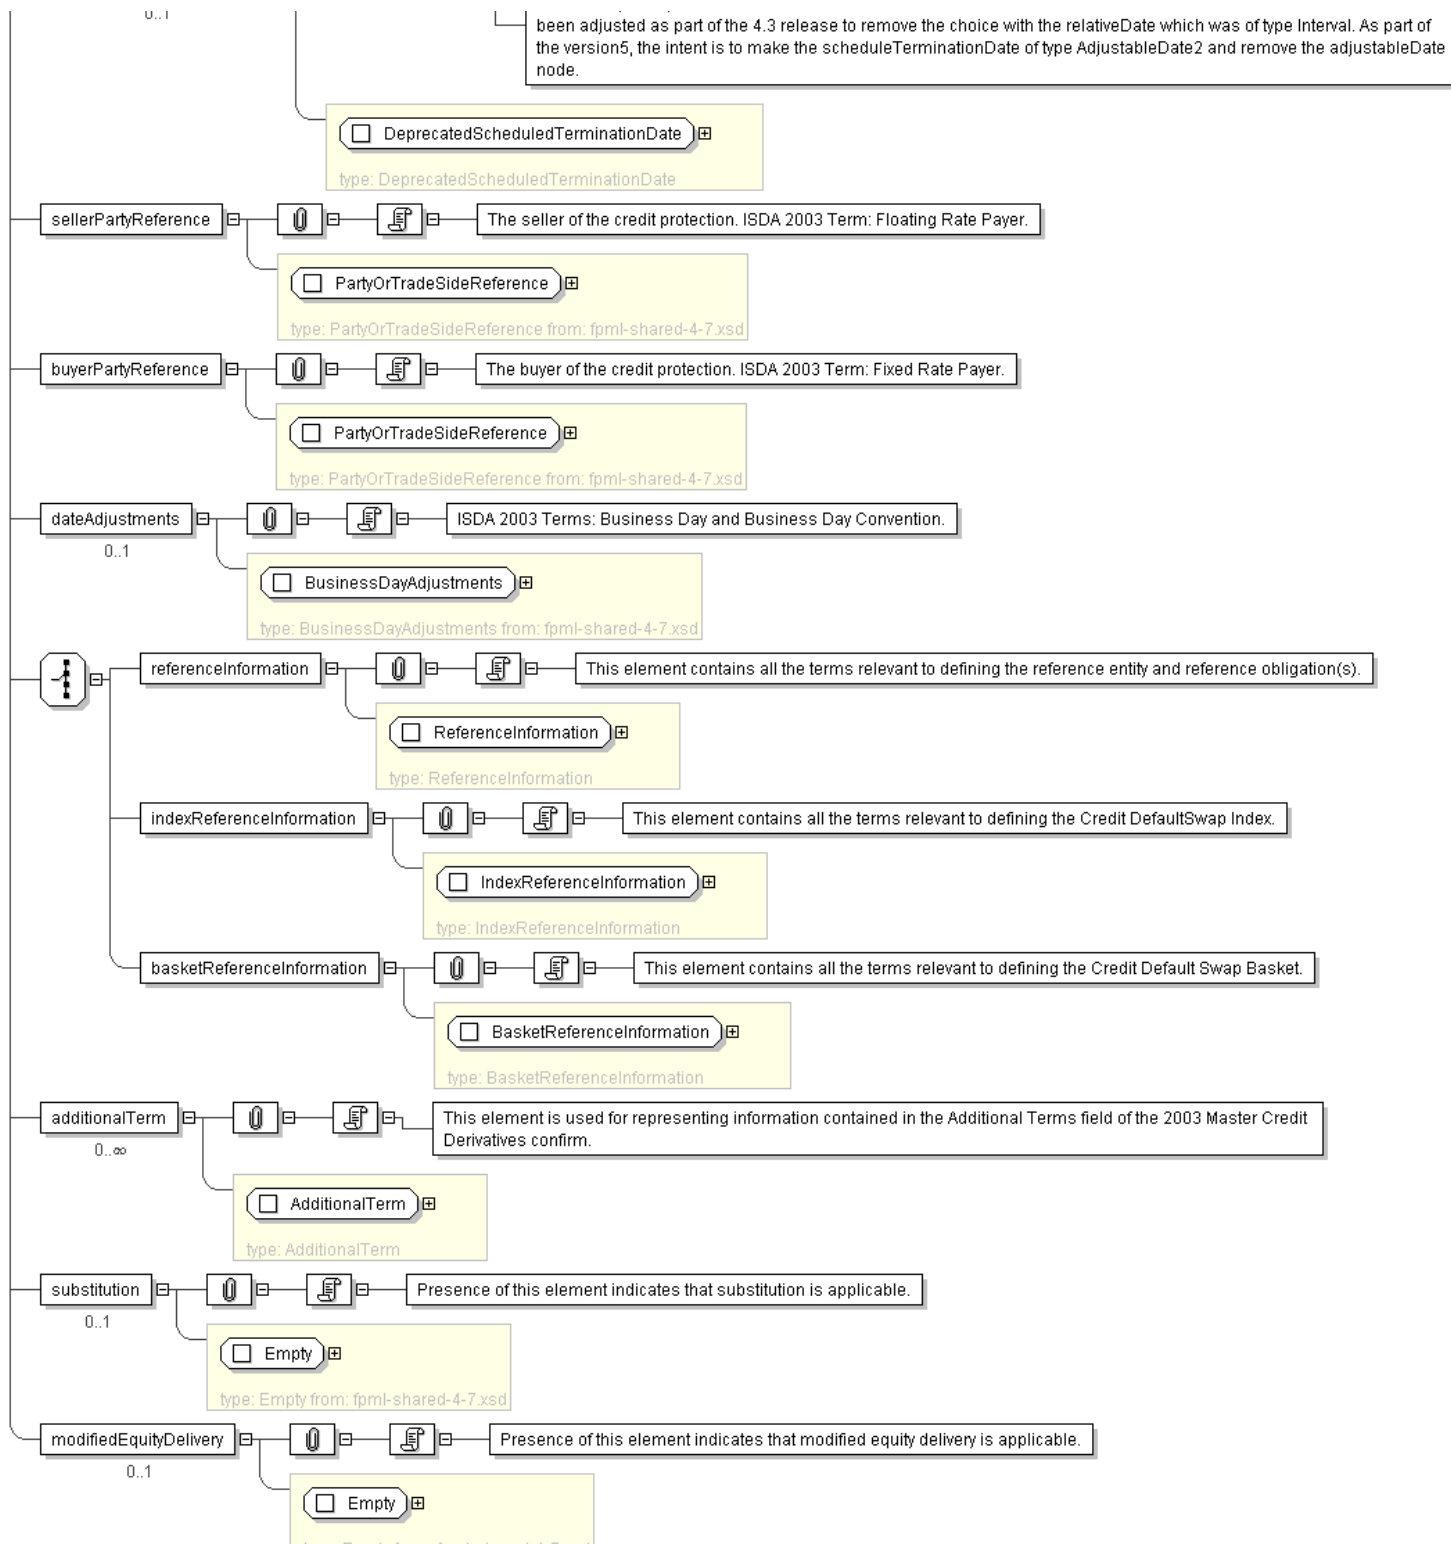 0..1
been adjusted as part of the 4.3 release to remove the choice with the relativeDate which was of type Interval. As part of
the version5, the intent is to make the scheduleTerminationDate of type AdjustableDate2 and remove the adjustableDate
node.
DeprecatedScheduledTerminationDate
type: DeprecatedScheduledTerminationDate
sellerPartyReference
The seller of the credit protection. ISDA 2003 Term: Floating Rate Payer.
PartyOrTradeSideReference
type: PartyOrTradeSideReference from: fpml-shared-4-7.xsd
buyerPartyReference
The buyer of the credit protection. ISDA 2003 Term: Fixed Rate Payer.
PartyOrTradeSideReference
type: PartyOrTradeSideReference from: fpml-shared-4-7.xsd
dateAdjustments
ISDA 2003 Terms: Business Day and Business Day Convention.
0..1
BusinessDayAdjustments
type: BusinessDayAdjustments from: fpml-shared-4-7.xsd
referenceInformation
This element contains all the terms relevant to defining the reference entity and reference obligation(s).
ReferenceInformation
type: ReferenceInformation
indexReferenceInformation
This element contains all the terms relevant to defining the Credit DefaultSwap Index.
IndexReferenceInformation
type: IndexReferenceInformation
basketReferenceInformation
This element contains all the terms relevant to defining the Credit Default Swap Basket.
BasketReferenceInformation
type: BasketReferenceInformation
additionalTerm
This element is used for representing information contained in the Additional Terms field of the 2003 Master Credit
Derivatives confirm.
0..∞
AdditionalTerm
type: AdditionalTerm
substitution
Presence of this element indicates that substitution is applicable.
0..1
Empty
type: Empty from: fpml-shared-4-7.xsd
modifiedEquityDelivery
Presence of this element indicates that modified equity delivery is applicable.
0..1
Empty